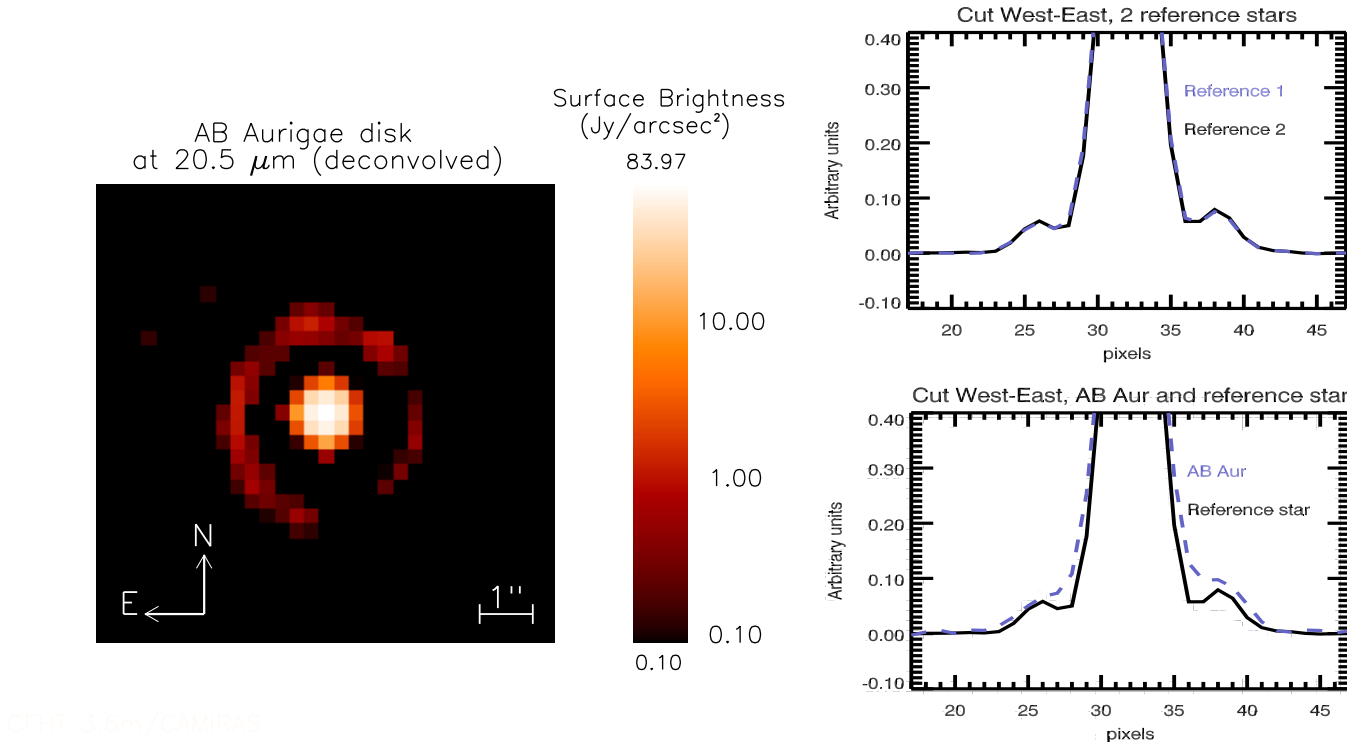 AB Aurigae disk
at 20.5 μm (deconvolved)
Surface Brightness
(Jy/arcsec²)
83.97
10.00
1.00
0.10
0.10
N
E
1"
CFHT 3.6m/CAMIRAS
Cut West-East, 2 reference stars
0.40
0.30
0.20
0.10
0.00
-0.10
Arbitrary units
Reference 1
Reference 2
20 25 30 35 40 45
pixels
Cut West-East, AB Aur and reference star
0.40
0.30
0.20
0.10
0.00
-0.10
Arbitrary units
AB Aur
Reference star
20 25 30 35 40 45
pixels